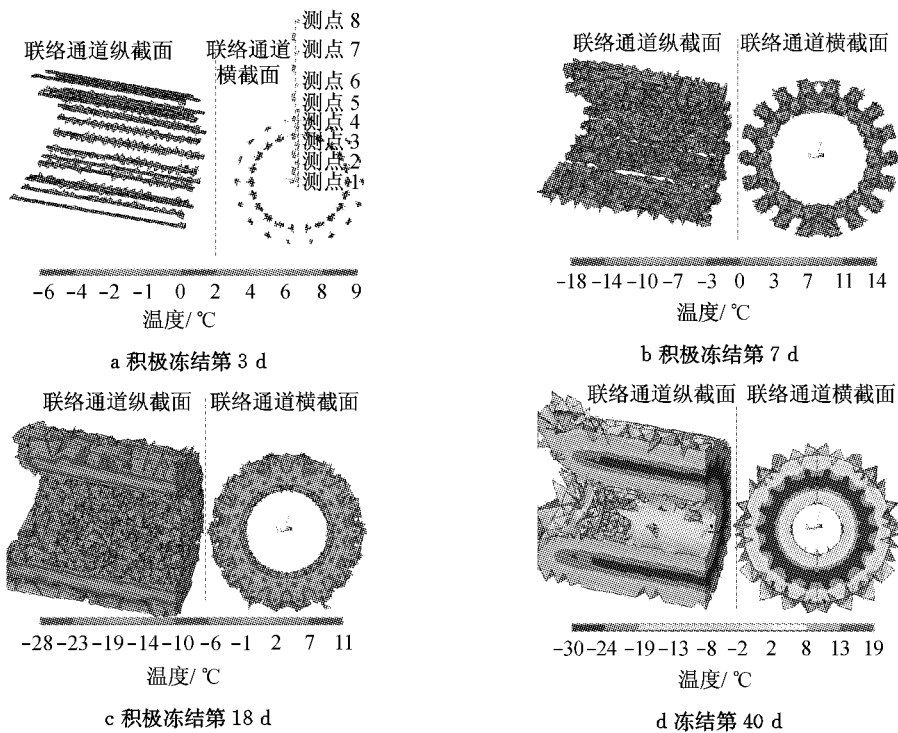 测点 8
联络通道纵截面
联络通道
横截面
测点 7
测点 6
测点 5
测点 4
测点 3
测点 2
测点 1
-6 -4 -2 -1 0 2 4 6 8 9
温度/ ℃
a 积极冻结第 3 d
联络通道纵截面 联络通道横截面
-18 -14 -10 -7 -3 0 3 7 11 14
温度/ ℃
b 积极冻结第 7 d
联络通道纵截面 联络通道横截面
-28 -23 -19 -14 -10 -6 -1 2 7 11
温度/ ℃
c 积极冻结第 18 d
联络通道纵截面 联络通道横截面
-30 -24 -19 -13 -8 -2 2 8 13 19
温度/ ℃
d 冻结第 40 d